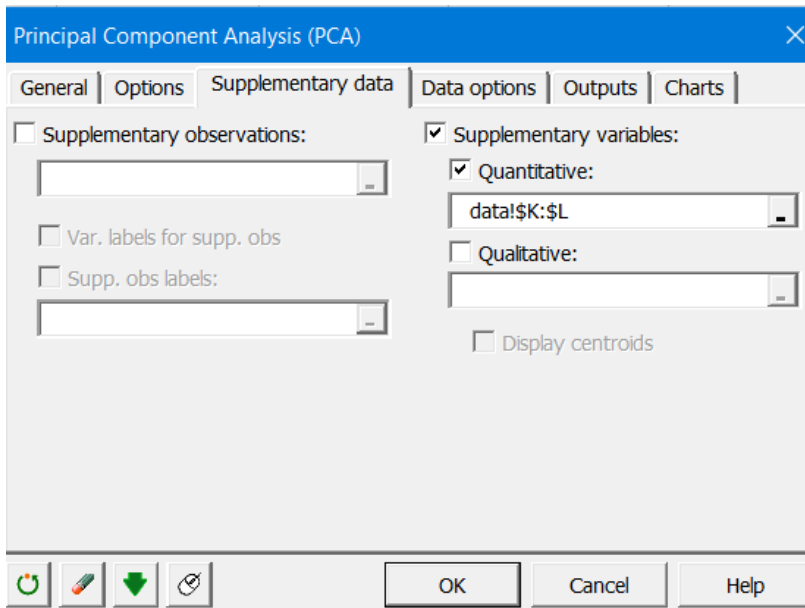 Principal Component Analysis (PCA)
General Options Supplementary data Data options Outputs Charts
Supplementary observations:
Var. labels for supp. obs
Supp. obs labels:
Supplementary variables:
Quantitative:
data!$K:$L
Qualitative:
Display centroids
OK Cancel Help